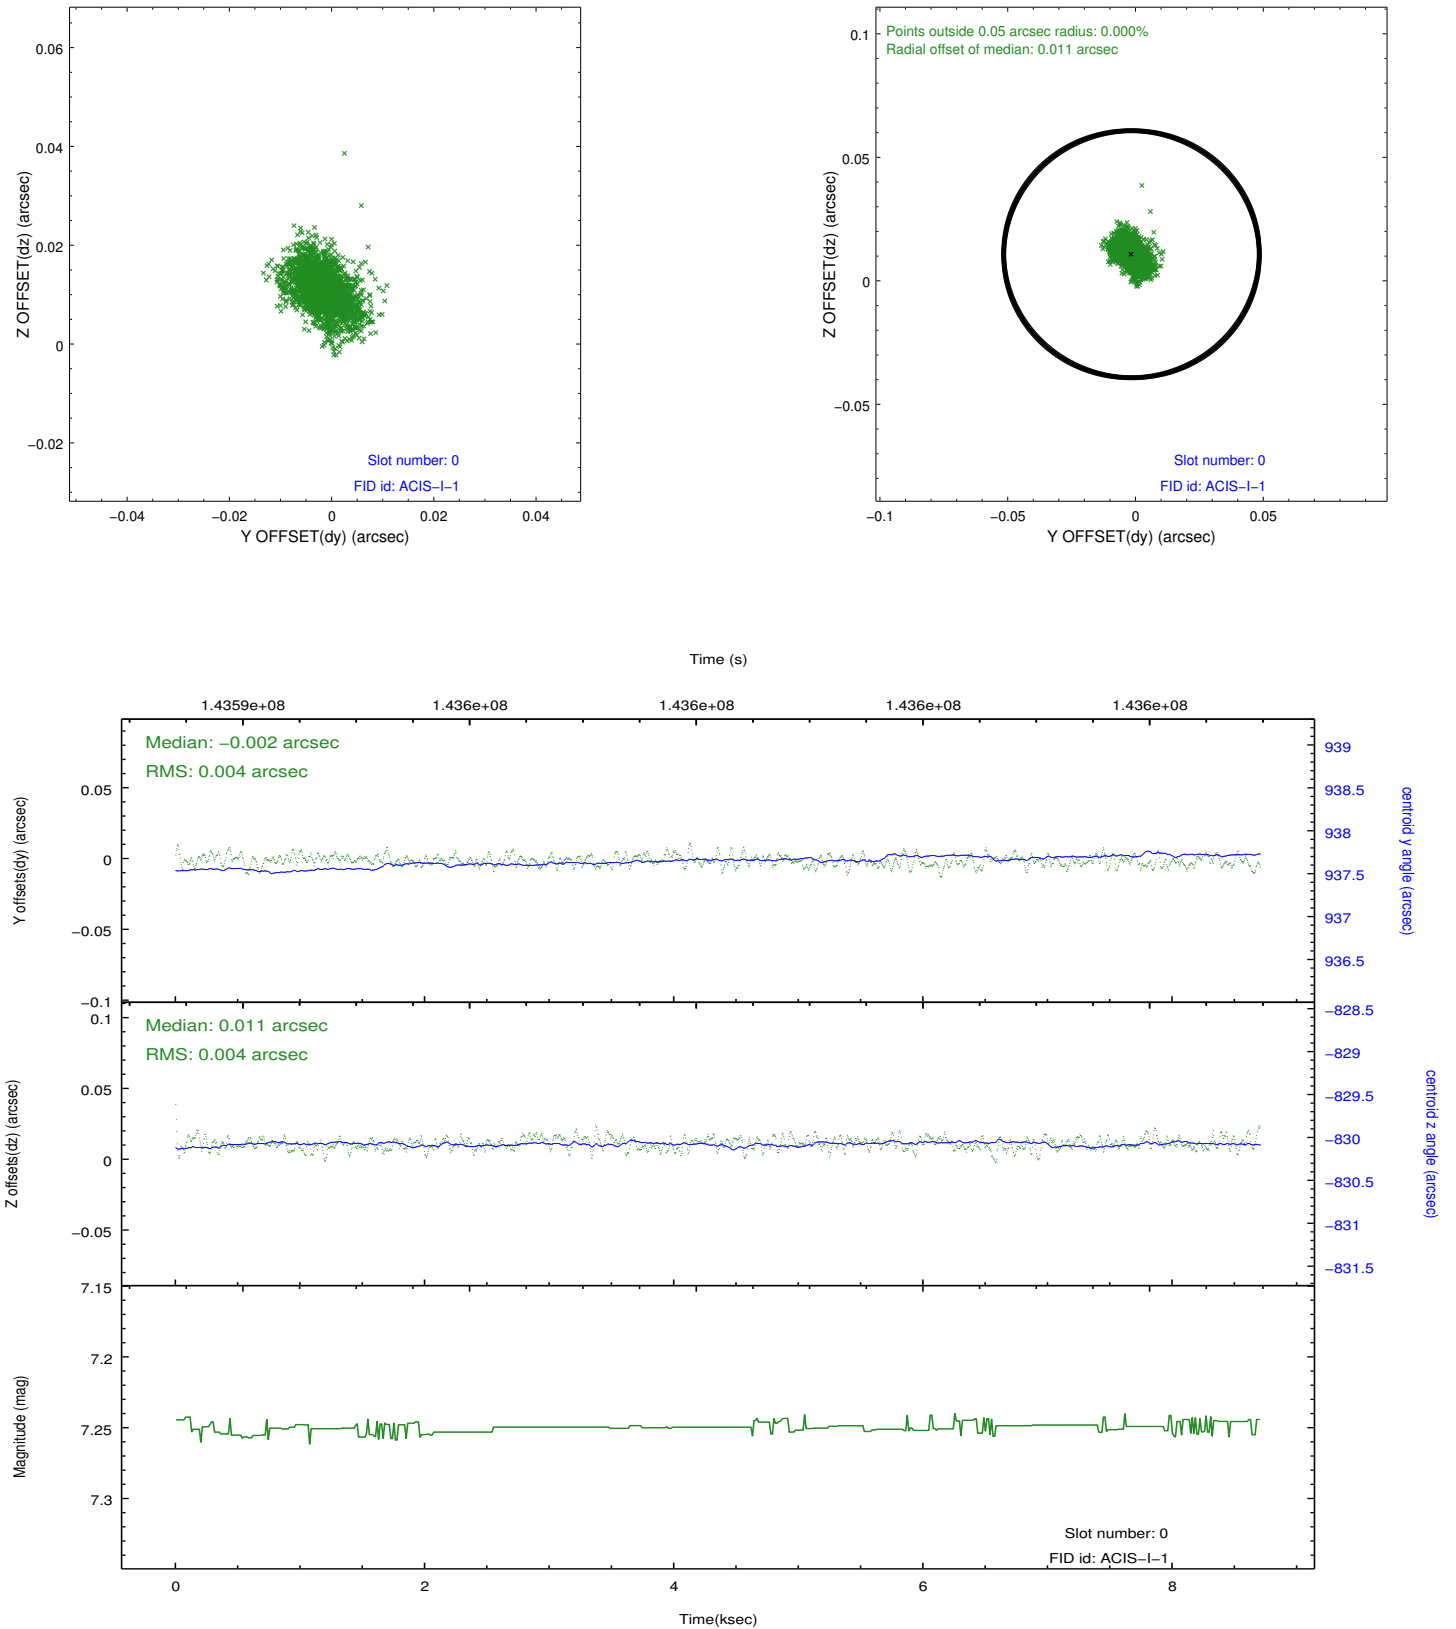 0.06
0.04
0.02
0
−0.02
Z OFFSET(dz) (arcsec)
Slot number: 0
FID id: ACIS−I−1
−0.04
−0.02
0
0.02
0.04
Y OFFSET(dy) (arcsec)
Points outside 0.05 arcsec radius: 0.000%
Radial offset of median: 0.011 arcsec
0.1
0.05
0
−0.05
Z OFFSET(dz) (arcsec)
Slot number: 0
FID id: ACIS−I−1
−0.1
−0.05
0
0.05
Y OFFSET(dy) (arcsec)
Time (s)
1.4359e+08
1.436e+08
1.436e+08
1.436e+08
1.436e+08
Median: −0.002 arcsec
RMS: 0.004 arcsec
0.05
0
−0.05
−0.1
Y offsets(dy) (arcsec)
939
938.5
938
937.5
937
936.5
centroid y angle (arcsec)
Median: 0.011 arcsec
RMS: 0.004 arcsec
0.1
0.05
0
−0.05
Z offsets(dz) (arcsec)
−828.5
−829
−829.5
−830
−830.5
−831
−831.5
centroid z angle (arcsec)
7.15
7.2
7.25
7.3
Magnitude (mag)
Slot number: 0
FID id: ACIS−I−1
0
2
4
6
8
Time(ksec)